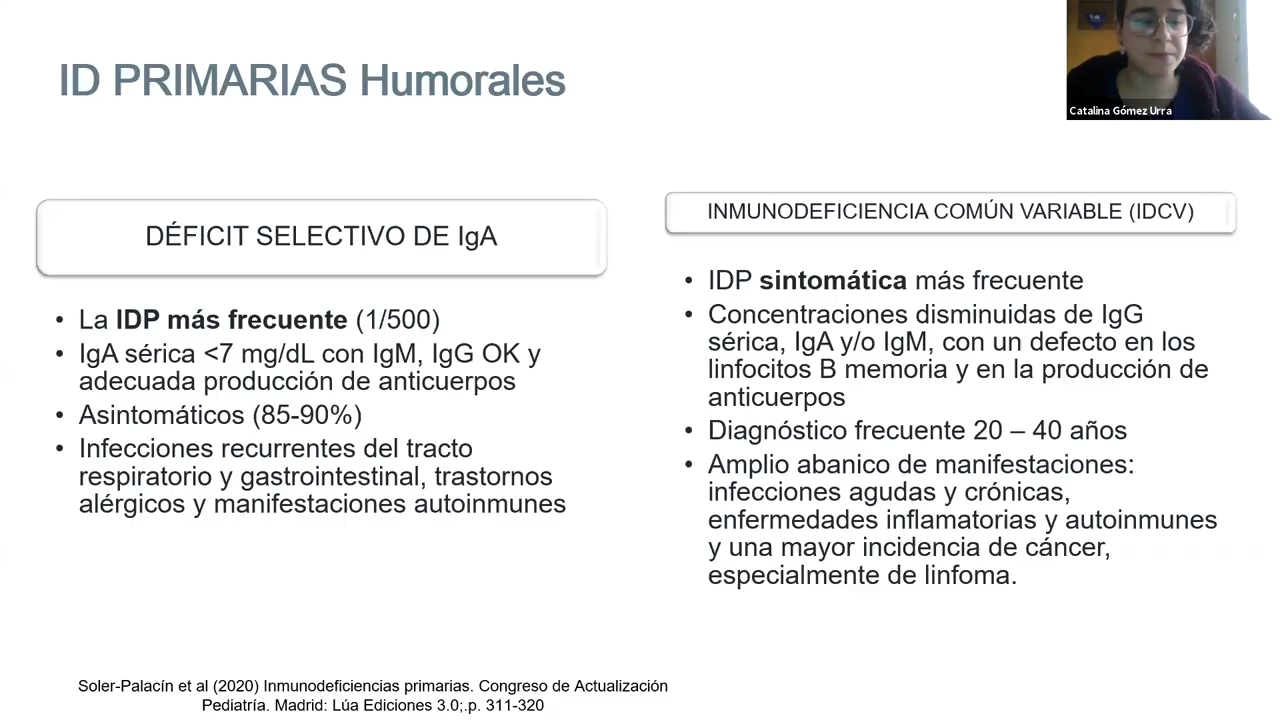 ID PRIMARIAS Humorales
Catalina Gómez Urra
DÉFICIT SELECTIVO DE IgA
• La IDP más frecuente (1/500)
• IgA sérica <7 mg/dL con IgM, IgG OK y
adecuada producción de anticuerpos
• Asintomáticos (85-90%)
• Infecciones recurrentes del tracto
respiratorio y gastrointestinal, trastornos
alérgicos y manifestaciones autoinmunes
INMUNODEFICIENCIA COMÚN VARIABLE (IDCV)
• IDP sintomática más frecuente
• Concentraciones disminuidas de IgG
sérica, IgA y/o IgM, con un defecto en los
linfocitos B memoria y en la producción de
anticuerpos
• Diagnóstico frecuente 20 – 40 años
• Amplio abanico de manifestaciones:
infecciones agudas y crónicas,
enfermedades inflamatorias y autoinmunes
y una mayor incidencia de cáncer,
especialmente de linfoma.
Soler-Palacín et al (2020) Inmunodeficiencias primarias. Congreso de Actualización
Pediatría. Madrid: Lúa Ediciones 3.0;.p. 311-320